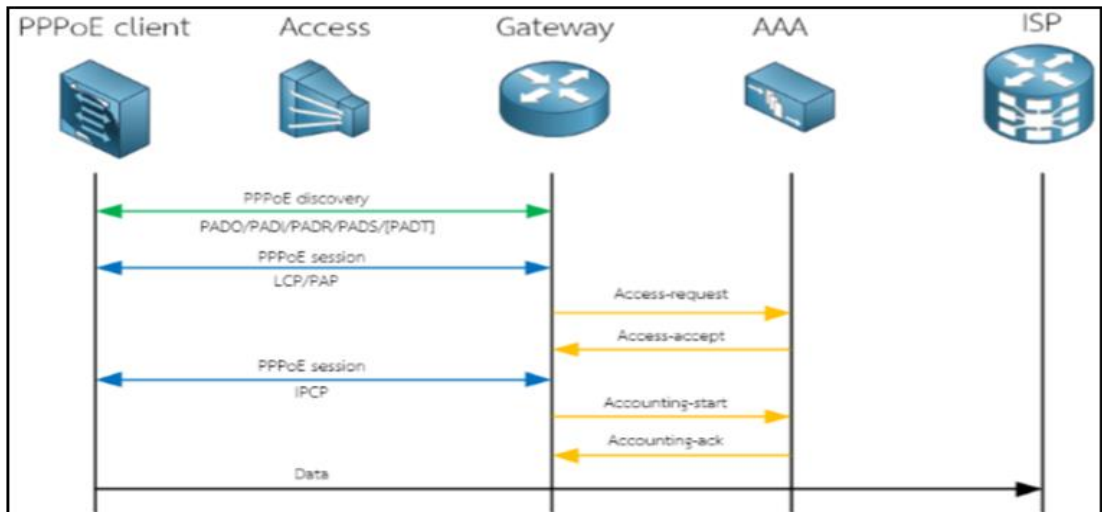 PPPoE client
Access
Gateway
AAA
ISP
PPPoE discovery
PADO/PADI/PADR/PADS/[PADT]
PPPoE session
LCP/PAP
Access-request
Access-accept
PPPoE session
IPCP
Accounting-start
Accounting-ack
Data